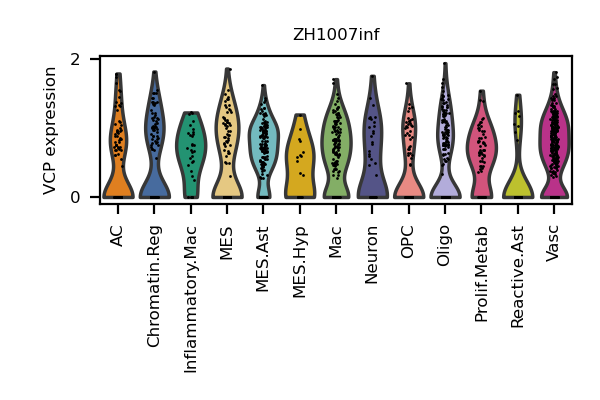 ZH1007inf
VCP expression
2
0
AC
Chromatin.Reg
Inflammatory.Mac
MES
MES.Ast
MES.Hyp
Mac
Neuron
OPC
Oligo
Prolif.Metab
Reactive.Ast
Vasc